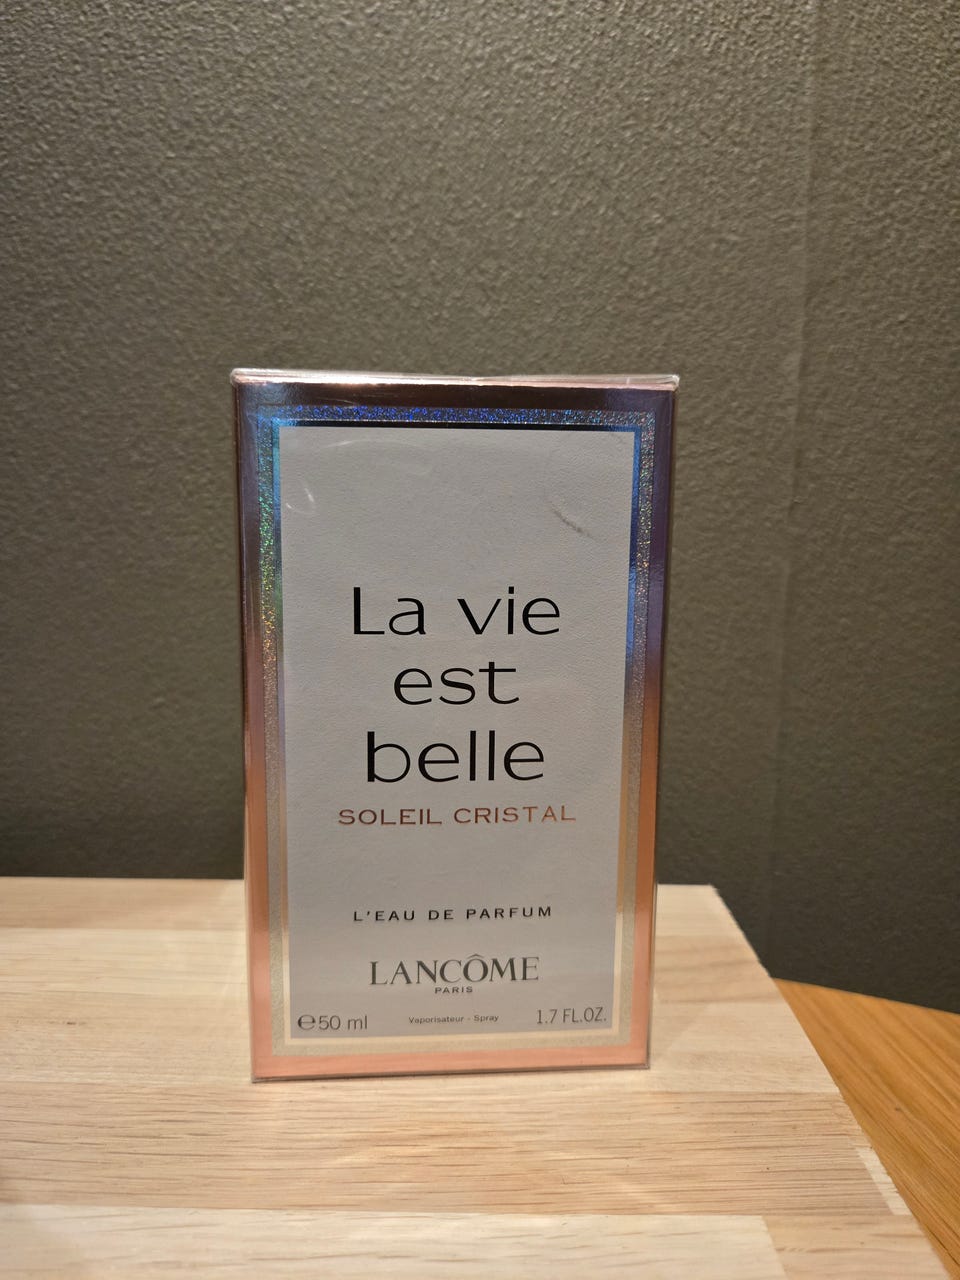 La vie
est
belle
SOLEIL CRISTAL
L'EAU DE PARFUM
LANCÔME
PARIS
℮50 ml Vaporisateur - Spray 1.7 FL.OZ.